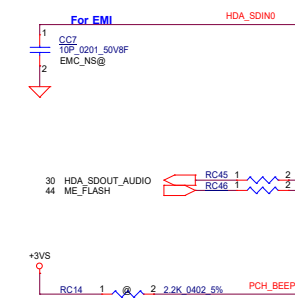 For EMI
HDA_SDIN0
1
CC7
10P_0201_50V8F
EMC_NS@
2
30 HDA_SDOUT_AUDIO RC45 1 2
44 ME_FLASH RC46 1 2
+3VS
RC14 1 @ 2 2.2K_0402_5% PCH_BEEP